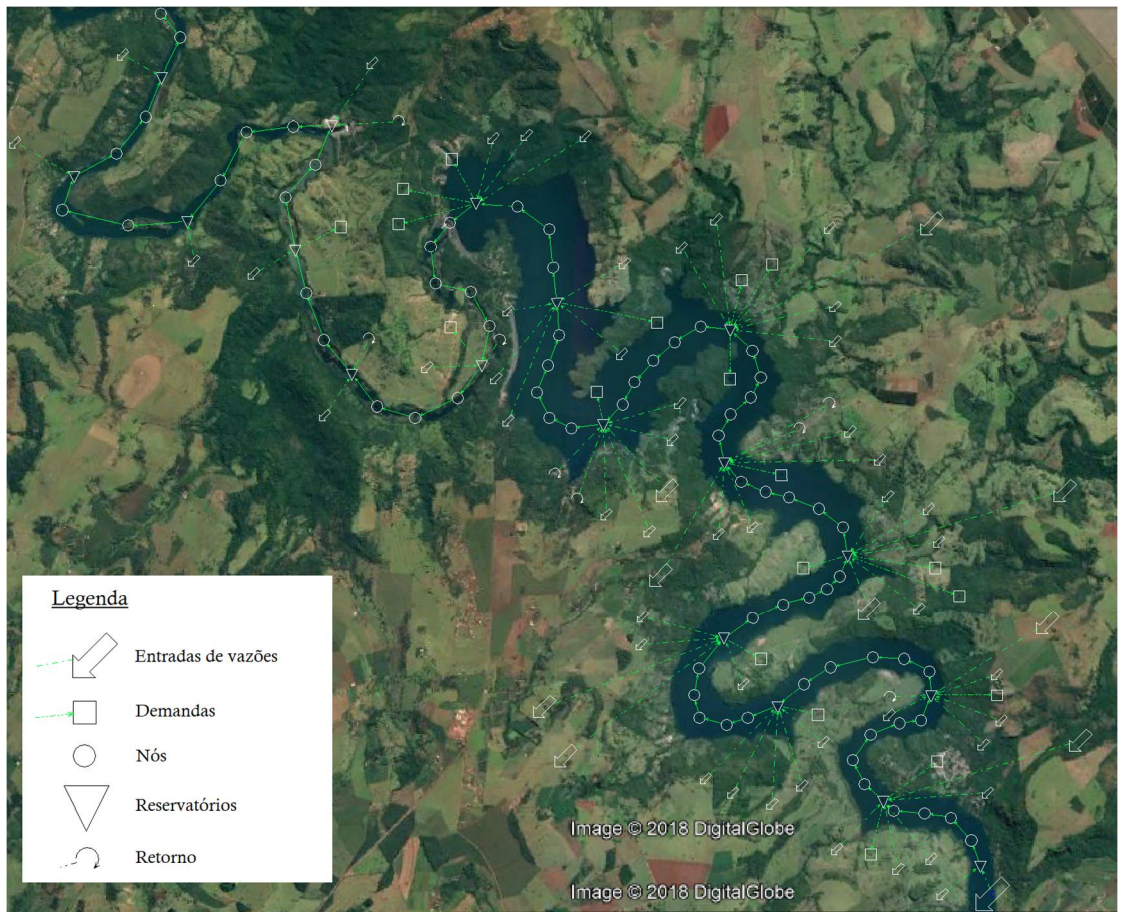 Legenda
Entradas de vazões
Demandas
Nós
Reservatórios
Retorno
Image © 2018 DigitalGlobe
Image © 2018 DigitalGlobe